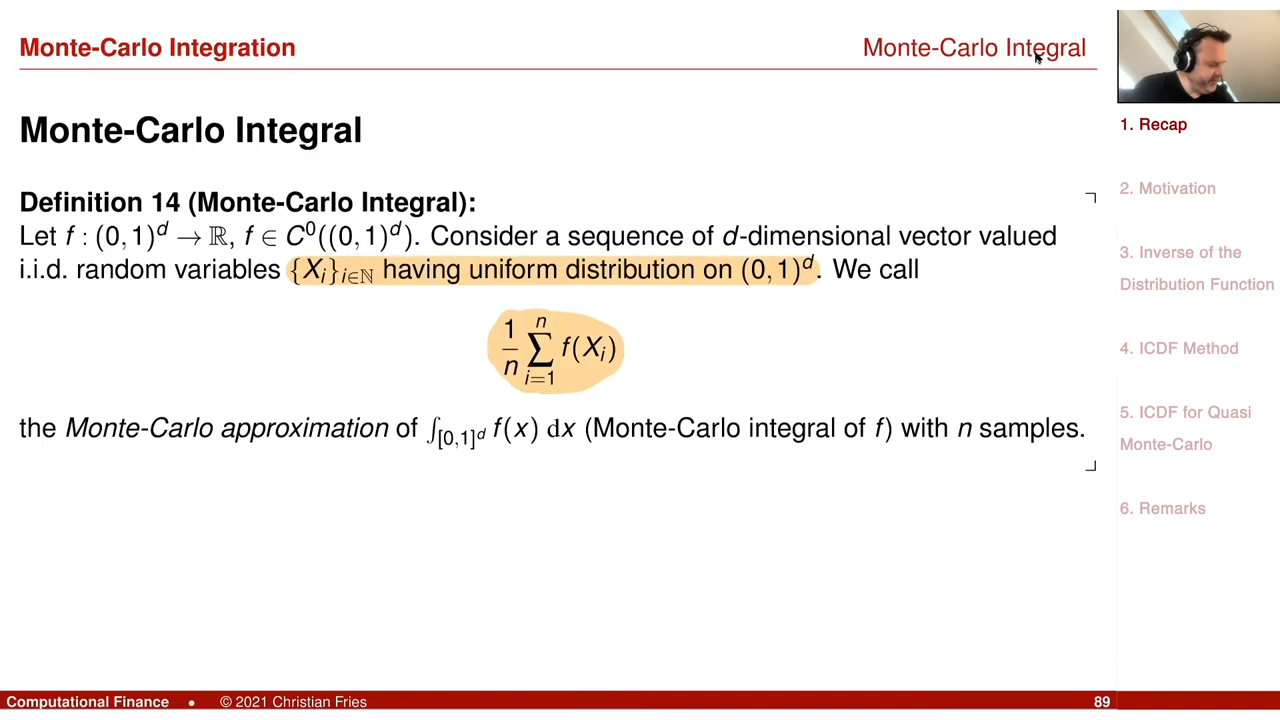 Monte-Carlo Integration
Monte-Carlo Integral
Monte-Carlo Integral
Definition 14 (Monte-Carlo Integral):
Let f : (0,1)^d → ℝ, f ∈ C^0((0,1)^d). Consider a sequence of d-dimensional vector valued
i.i.d. random variables {X_i}_{i∈ℕ} having uniform distribution on (0,1)^d. We call
1/n ∑_{i=1}^n f(X_i)
the Monte-Carlo approximation of ∫_{[0,1]^d} f(x) dx (Monte-Carlo integral of f) with n samples.
1. Recap
2. Motivation
3. Inverse of the
Distribution Function
4. ICDF Method
5. ICDF for Quasi
Monte-Carlo
6. Remarks
Computational Finance • © 2021 Christian Fries
89